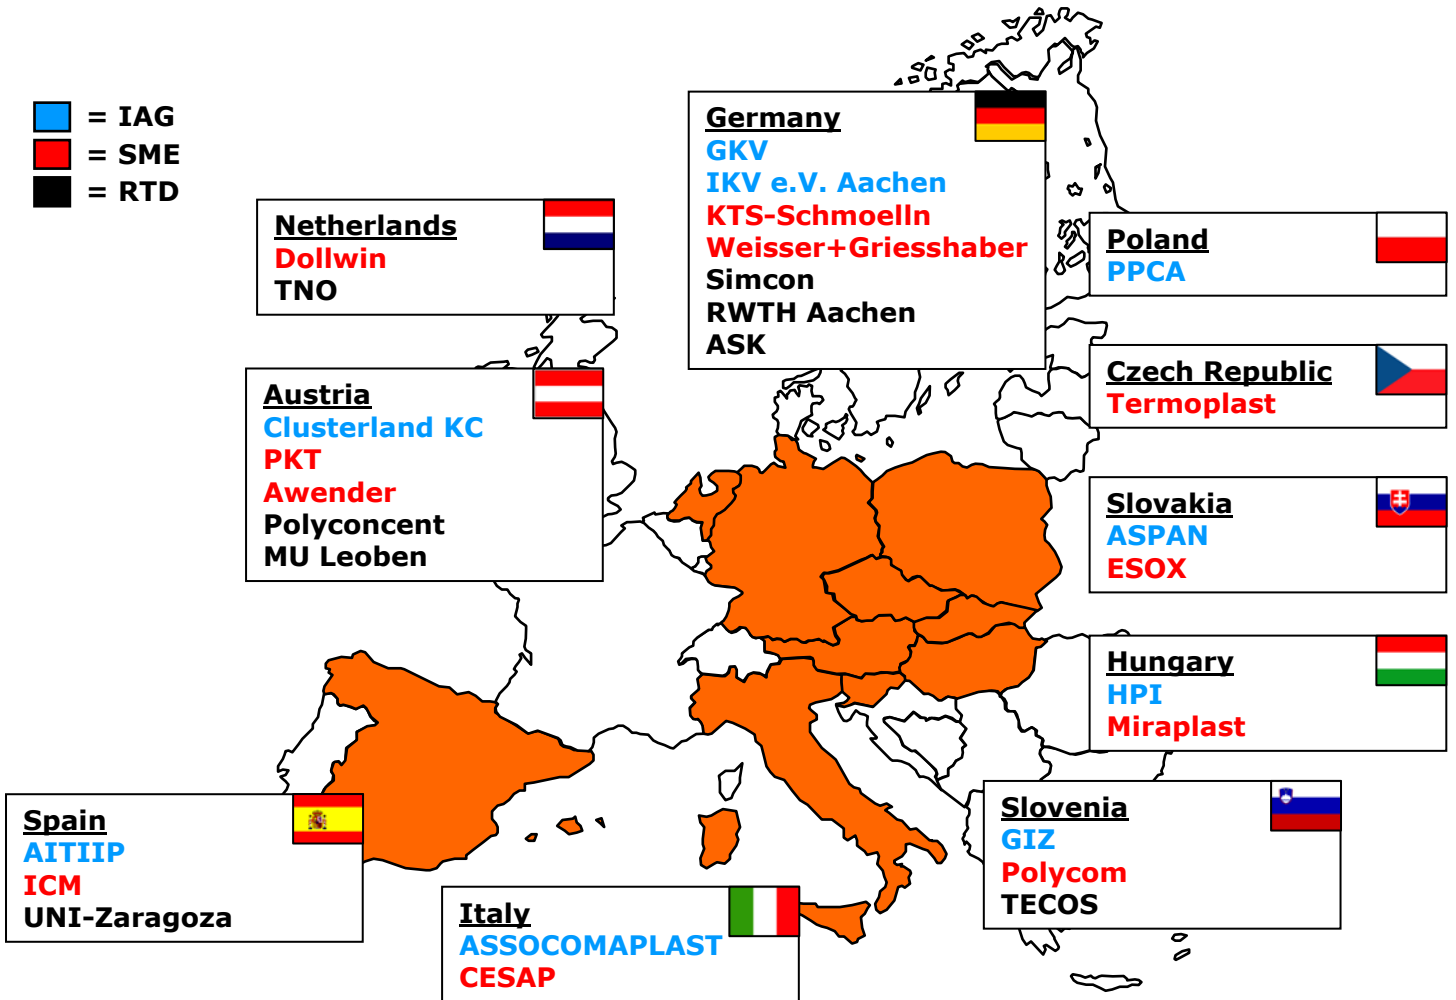 = IAG
= SME
= RTD
Germany
GKV
IKV e.V. Aachen
KTS-Schmoelln
Weisser+Griesshaber
Simcon
RWTH Aachen
ASK
Netherlands
Dollwin
TNO
Poland
PPCA
Austria
Clusterland KC
PKT
Awender
Polyconcent
MU Leoben
Czech Republic
Termoplast
Slovakia
ASPAN
ESOX
Hungary
HPI
Miraplast
Spain
AITIIP
ICM
UNI-Zaragoza
Italy
ASSOCOMAPLAST
CESAP
Slovenia
GIZ
Polycom
TECOS